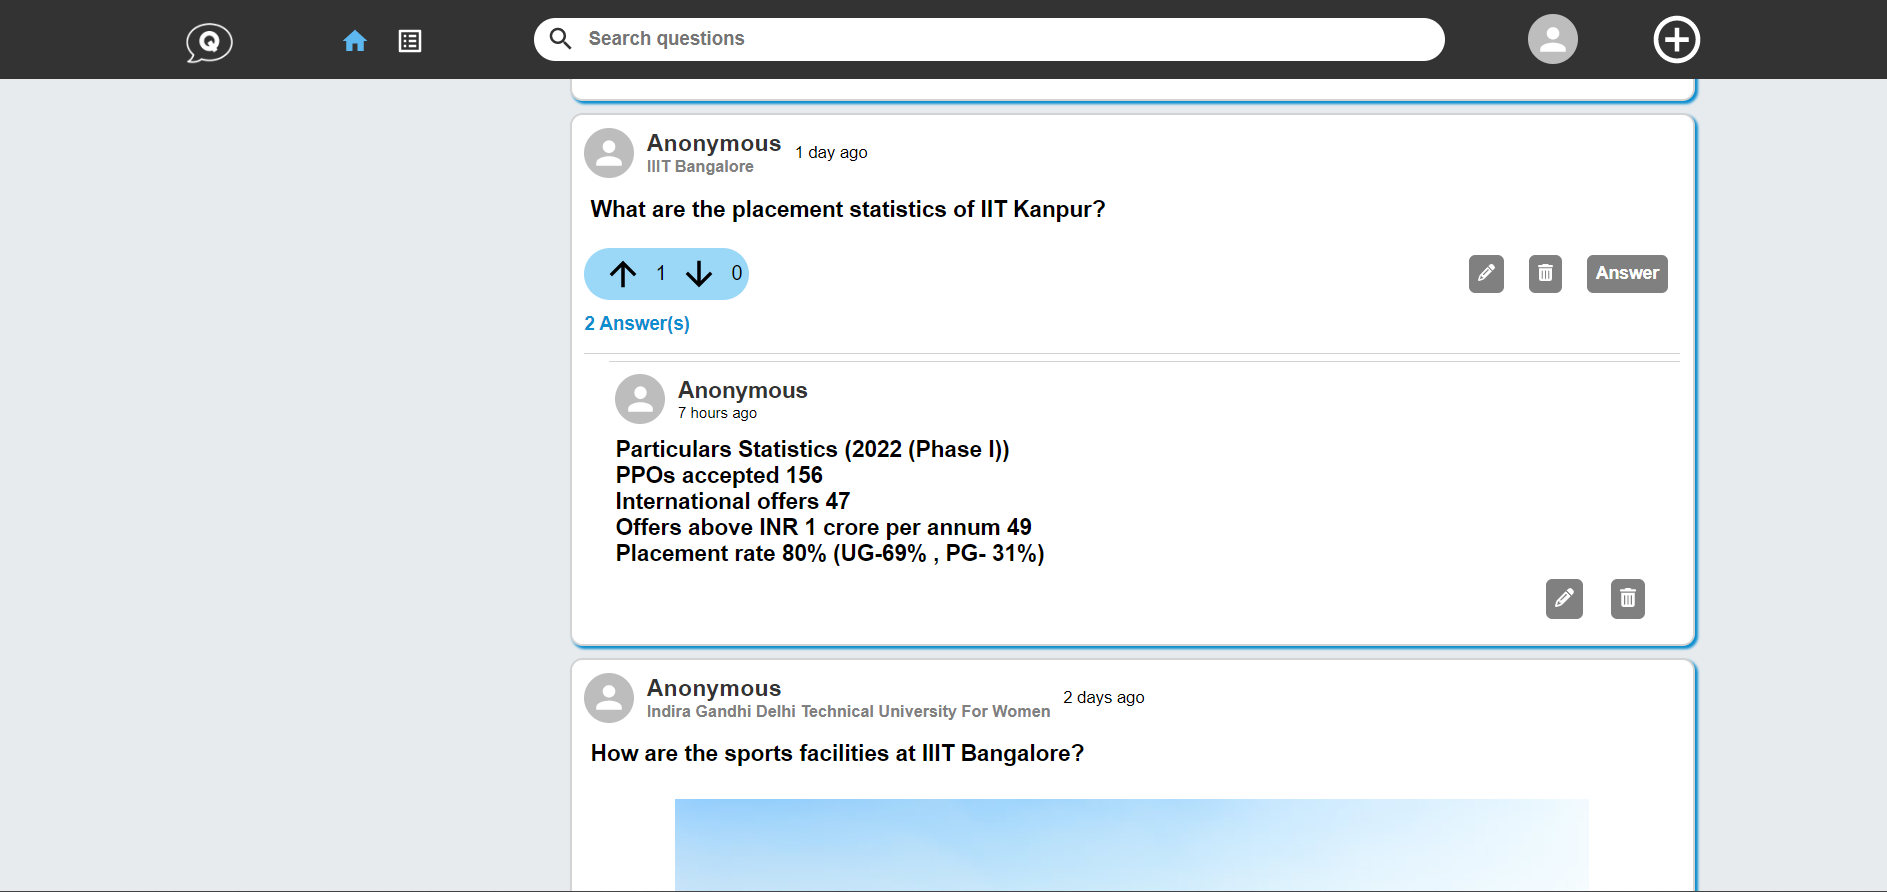 Q
Search questions
Anonymous
1 day ago
IIIT Bangalore
What are the placement statistics of IIT Kanpur?
1 0
Answer
2 Answer(s)
Anonymous
7 hours ago
Particulars Statistics (2022 (Phase I))
PPOs accepted 156
International offers 47
Offers above INR 1 crore per annum 49
Placement rate 80% (UG-69% , PG- 31%)
Anonymous
2 days ago
Indira Gandhi Delhi Technical University For Women
How are the sports facilities at IIIT Bangalore?